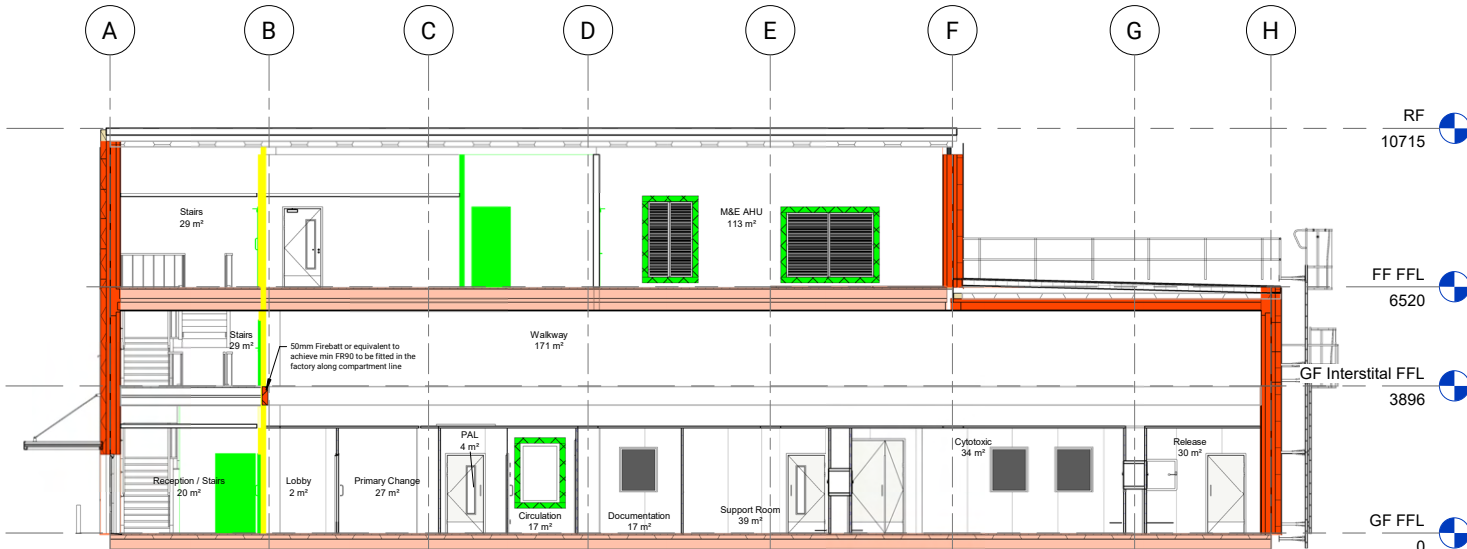 A
B
C
D
E
F
G
H
RF
10715
Stairs
29 m²
M&E AHU
113 m²
FF FFL
6520
Stairs
29 m²
50mm Firebatt or equivalent to
achieve min FR90 to be fitted in the
factory along compartment line
Walkway
171 m²
GF Interstital FFL
3896
PAL
4 m²
Cytotoxic
34 m²
Release
30 m²
Reception / Stairs
20 m²
Lobby
2 m²
Primary Change
27 m²
Circulation
17 m²
Documentation
17 m²
Support Room
39 m²
GF FFL
0